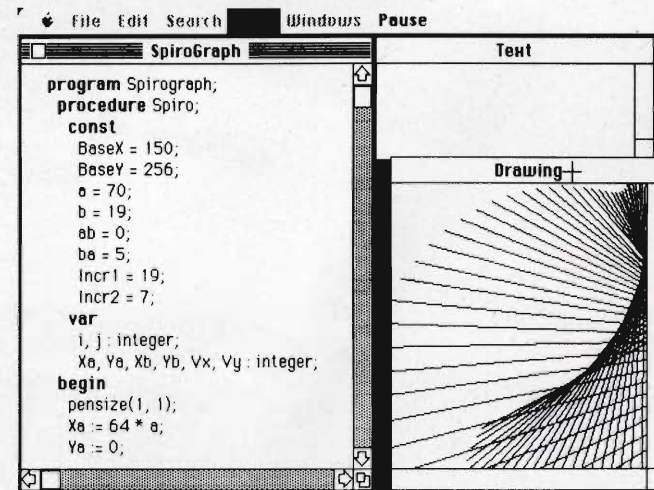 File Edit Search Windows Pause
SpiroGraph
program Spirograph;
procedure Spiro;
const
BaseX = 150;
BaseY = 256;
a = 70;
b = 19;
ab = 0;
ba = 5;
Incr1 = 19;
Incr2 = 7;
var
i, j : integer;
Xa, Ya, Xb, Yb, Vx, Vy : integer;
begin
pensize(1, 1);
Xa := 64 * a;
Ya := 0;
Text
Drawing